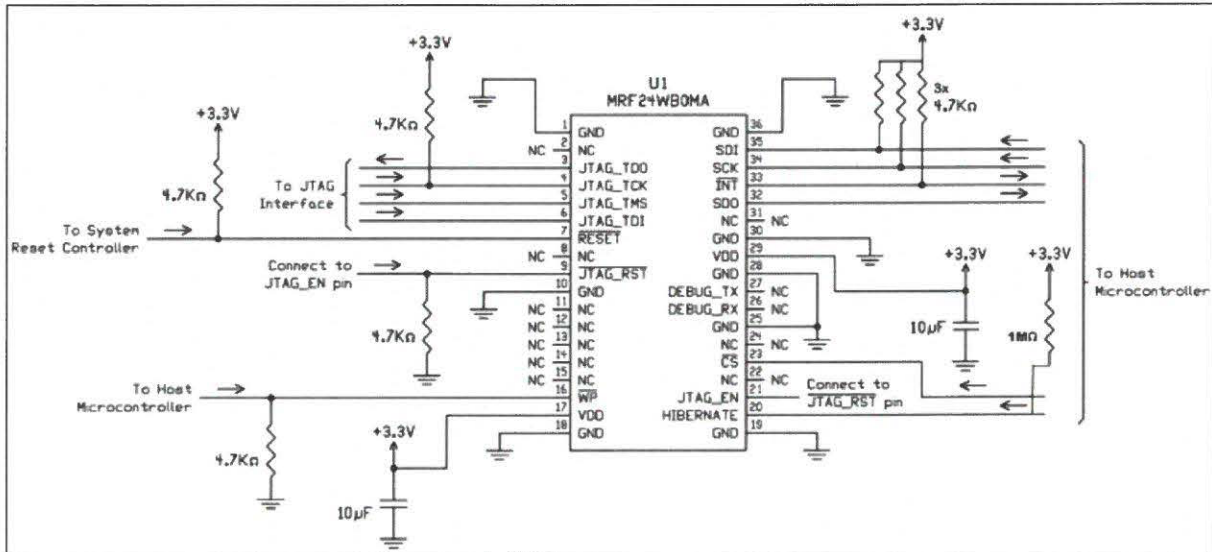 +3.3V
+3.3V
+3.3V
U1
MRF24WB0MA
4.7KΩ
4.7KΩ
3x
4.7KΩ
To JTAG
Interface
To System
Reset Controller
Connect to
JTAG_EN pin
4.7KΩ
To Host
Microcontroller
4.7KΩ
+3.3V
10µF
1 GND
NC 2 NC
3 JTAG_TDO
4 JTAG_TCK
5 JTAG_TMS
6 JTAG_TDI
7 RESET
NC 8 NC
9 JTAG_RST
10 GND
NC 11 NC
NC 12 NC
NC 13 NC
NC 14 NC
NC 15 NC
16 WP
17 VDD
18 GND
GND 36
SDI 35
SCK 34
INT 33
SDO 32
NC 31 NC
GND 30
VDD 29
GND 28
DEBUG_TX 27 NC
DEBUG_RX 26 NC
GND 25
NC 24 NC
CS 23
NC 22 NC
JTAG_EN 21
HIBERNATE 20
GND 19
Connect to
JTAG_RST pin
+3.3V
10µF
+3.3V
1MΩ
To Host
Microcontroller